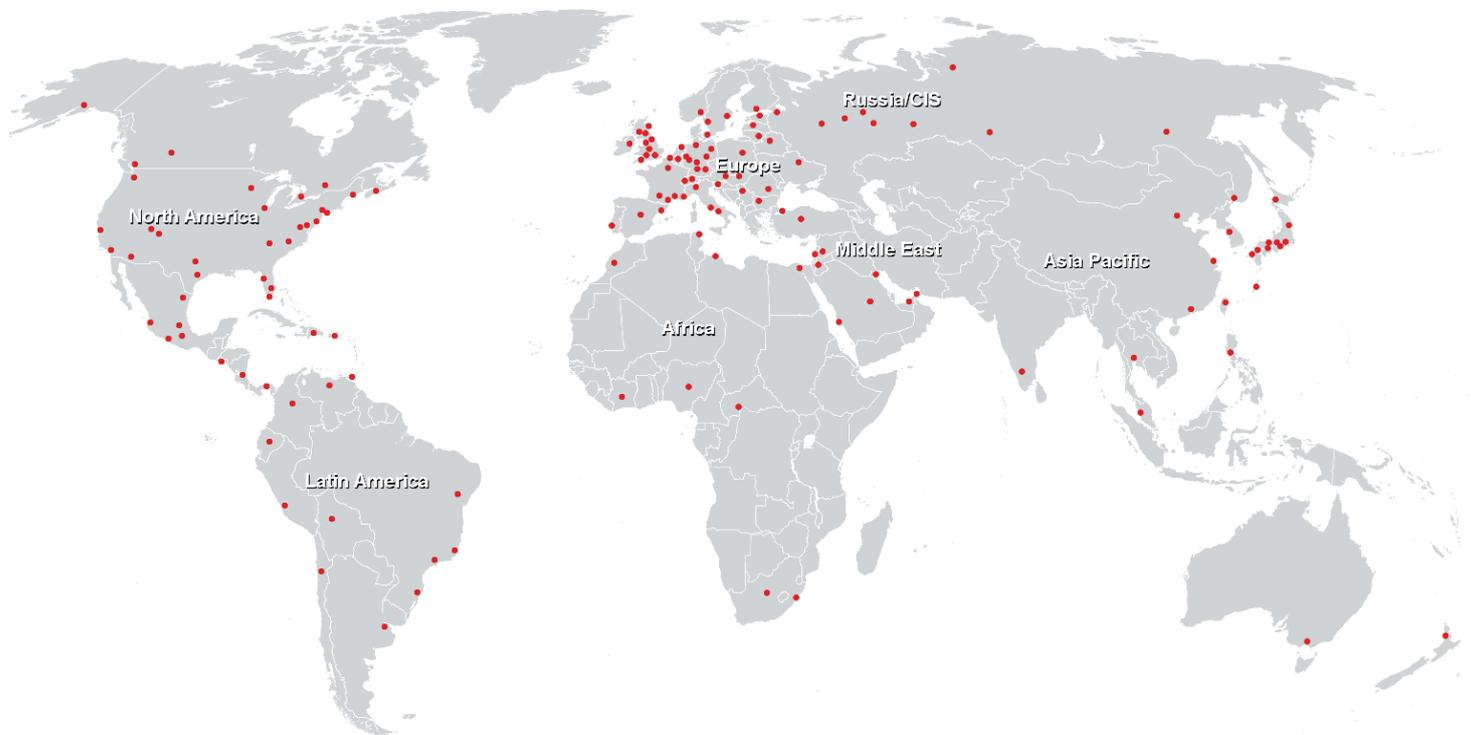 Russia/CIS
Europe
North America
Middle East
Asia Pacific
Africa
Latin America